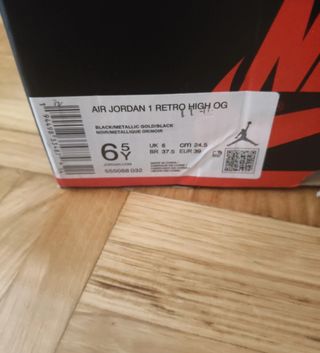 AIR JORDAN 1 RETRO HIGH OG
BLACK/METALLIC GOLD/BLACK
NOIR/METALLIQUE OR/NOIR
6.5Y
UK 6 cm 24.5
BR 37.5 EUR 39
555088 032